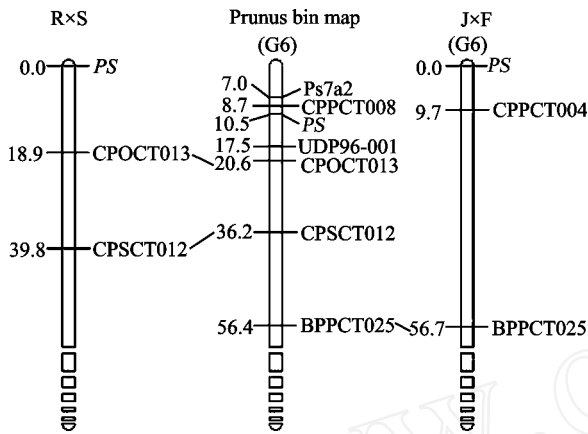 R×S
Prunus bin map
J×F
(G6)
(G6)
0.0 PS
7.0 Ps7a2
8.7 CPPCT008
10.5 PS
17.5 UDP96-001
20.6 CPOCT013
0.0 PS
9.7 CPPCT004
18.9 CPOCT013
39.8 CPSCT012
36.2 CPSCT012
56.4 BPPCT025
56.7 BPPCT025